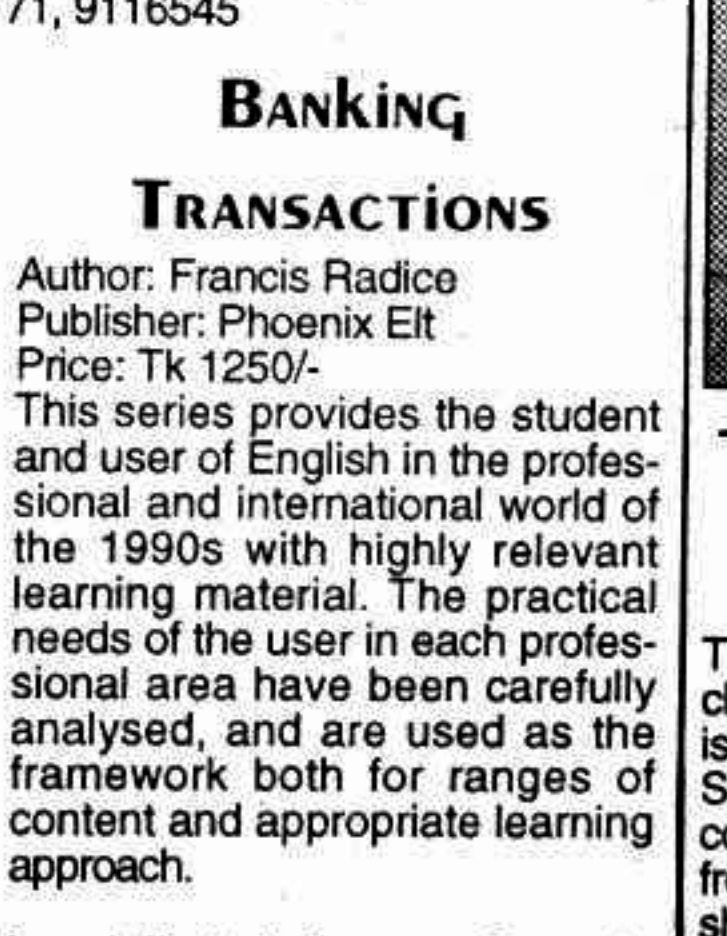 71, 9116545
Banking
Transactions
Author: Francis Radice
Publisher: Phoenix Elt
Price: Tk 1250/-
This series provides the student
and user of English in the profes-
sional and international world of
the 1990s with highly relevant
learning material. The practical
needs of the user in each profes-
sional area have been carefully
analysed, and are used as the
framework both for ranges of
content and appropriate learning
approach.